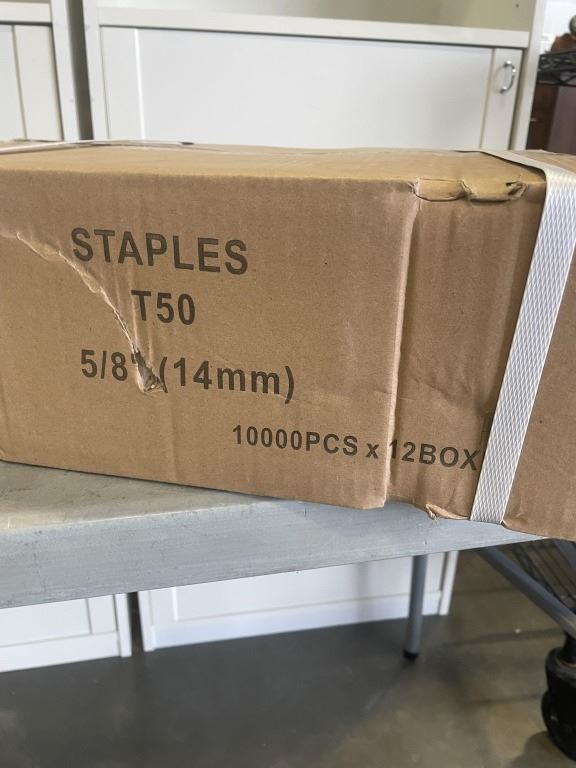 STAPLES
T50
5/8" (14mm)
10000PCS x 12BOX